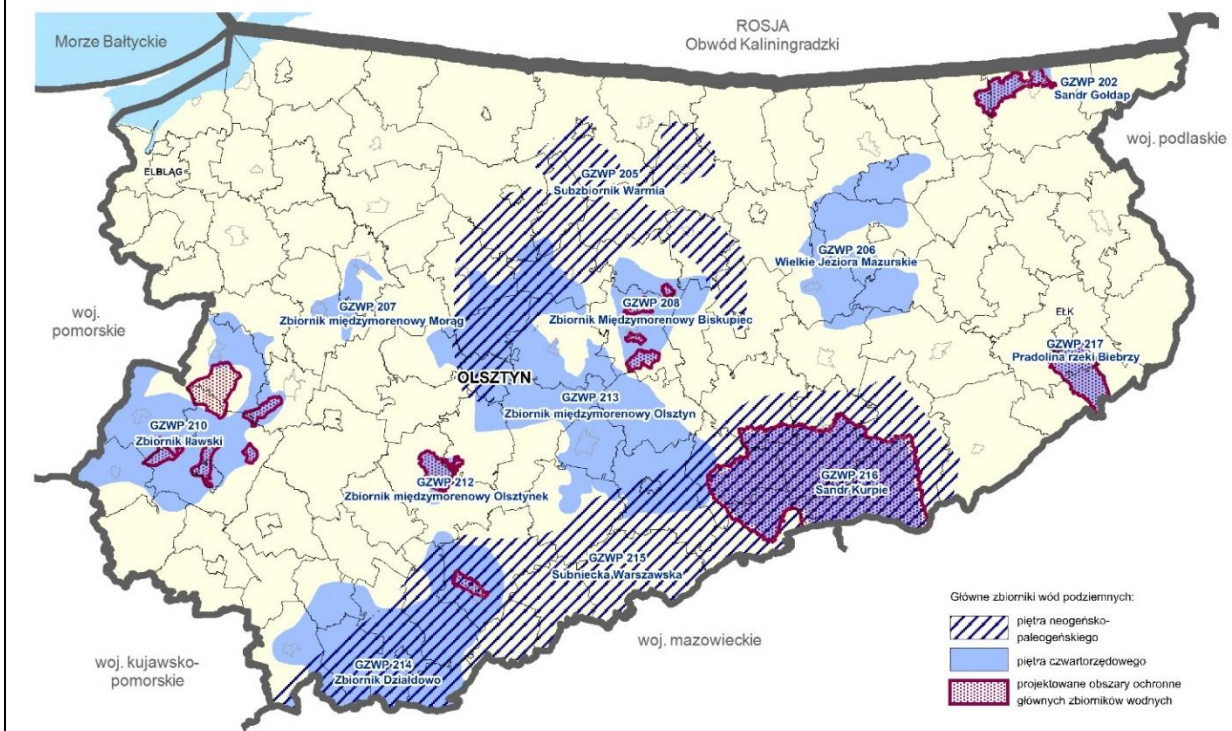 Morze Bałtyckie
ROSJA
Obwód Kaliningradzki
GZWP 202
Sandr Gołdap
woj. podlaskie
ELBLĄG
GZWP 205
Subzbiornik Warmia
GZWP 206
Wielkie Jeziora Mazurskie
GZWP 207
Zbiornik międzymorenowy Morąg
GZWP 208
Zbiornik Międzymorenowy Biskupiec
woj.
pomorskie
EŁK
GZWP 217
Pradolina rzeki Biebrzy
OLSZTYN
GZWP 213
Zbiornik międzymorenowy Olsztyn
GZWP 210
Zbiornik Iławski
GZWP 212
Zbiornik międzymorenowy Olsztynek
GZWP 216
Sandr Kurpie
GZWP 215
Subniecka Warszawska
woj. mazowieckie
woj. kujawsko-
pomorskie
GZWP 214
Zbiornik Działdowo
Główne zbiorniki wód podziemnych:
piętra neogeńsko-
paleogeńskiego
piętra czwartorzędowego
projektowane obszary ochronne
głównych zbiorników wodnych